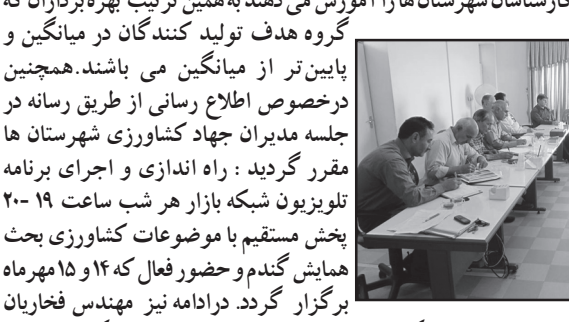 کارشناسان شهرستان ها را آموزش می دهند به همین ترتیب بهره برداران که
گروه هدف تولید کنندگان در میانگین و
پایین تر از میانگین می باشند.همچنین
درخصوص اطلاع رسانی از طریق رسانه در
جلسه مدیران جهاد کشاورزی شهرستان ها
مقرر گردید : راه اندازی و اجرای برنامه
تلویزیون شبکه بازار هر شب ساعت ۱۹ -۲۰
پخش مستقیم با موضوعات کشاورزی بحث
همایش گندم و حضور فعال که ۱۴ و ۱۵ مهرماه
برگزار گردد. درادامه نیز مهندس فخاریان